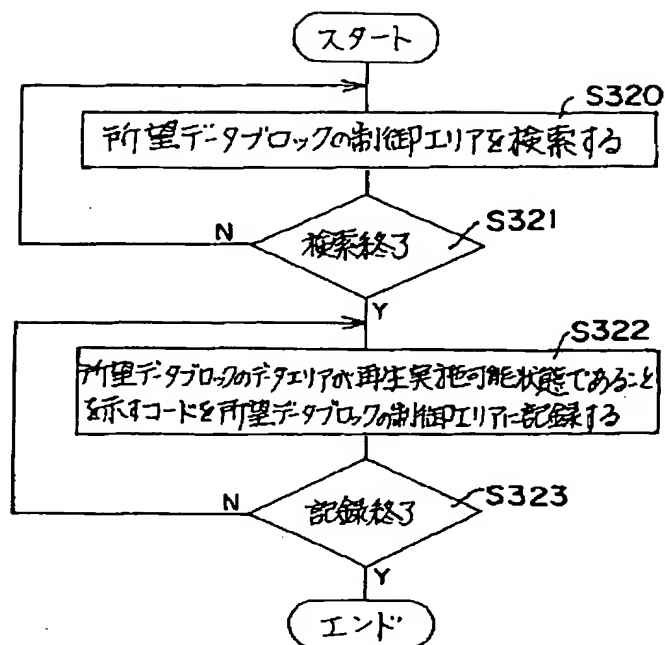 スタート
S320
所望データブロックの制御エリアを検索する
N
検索終了
S321
Y
S322
所望データブロックのデータエリアが再生実施可能状態であること
を示すコードを所望データブロックの制御エリアに記録する
N
記録終了
S323
Y
エンド